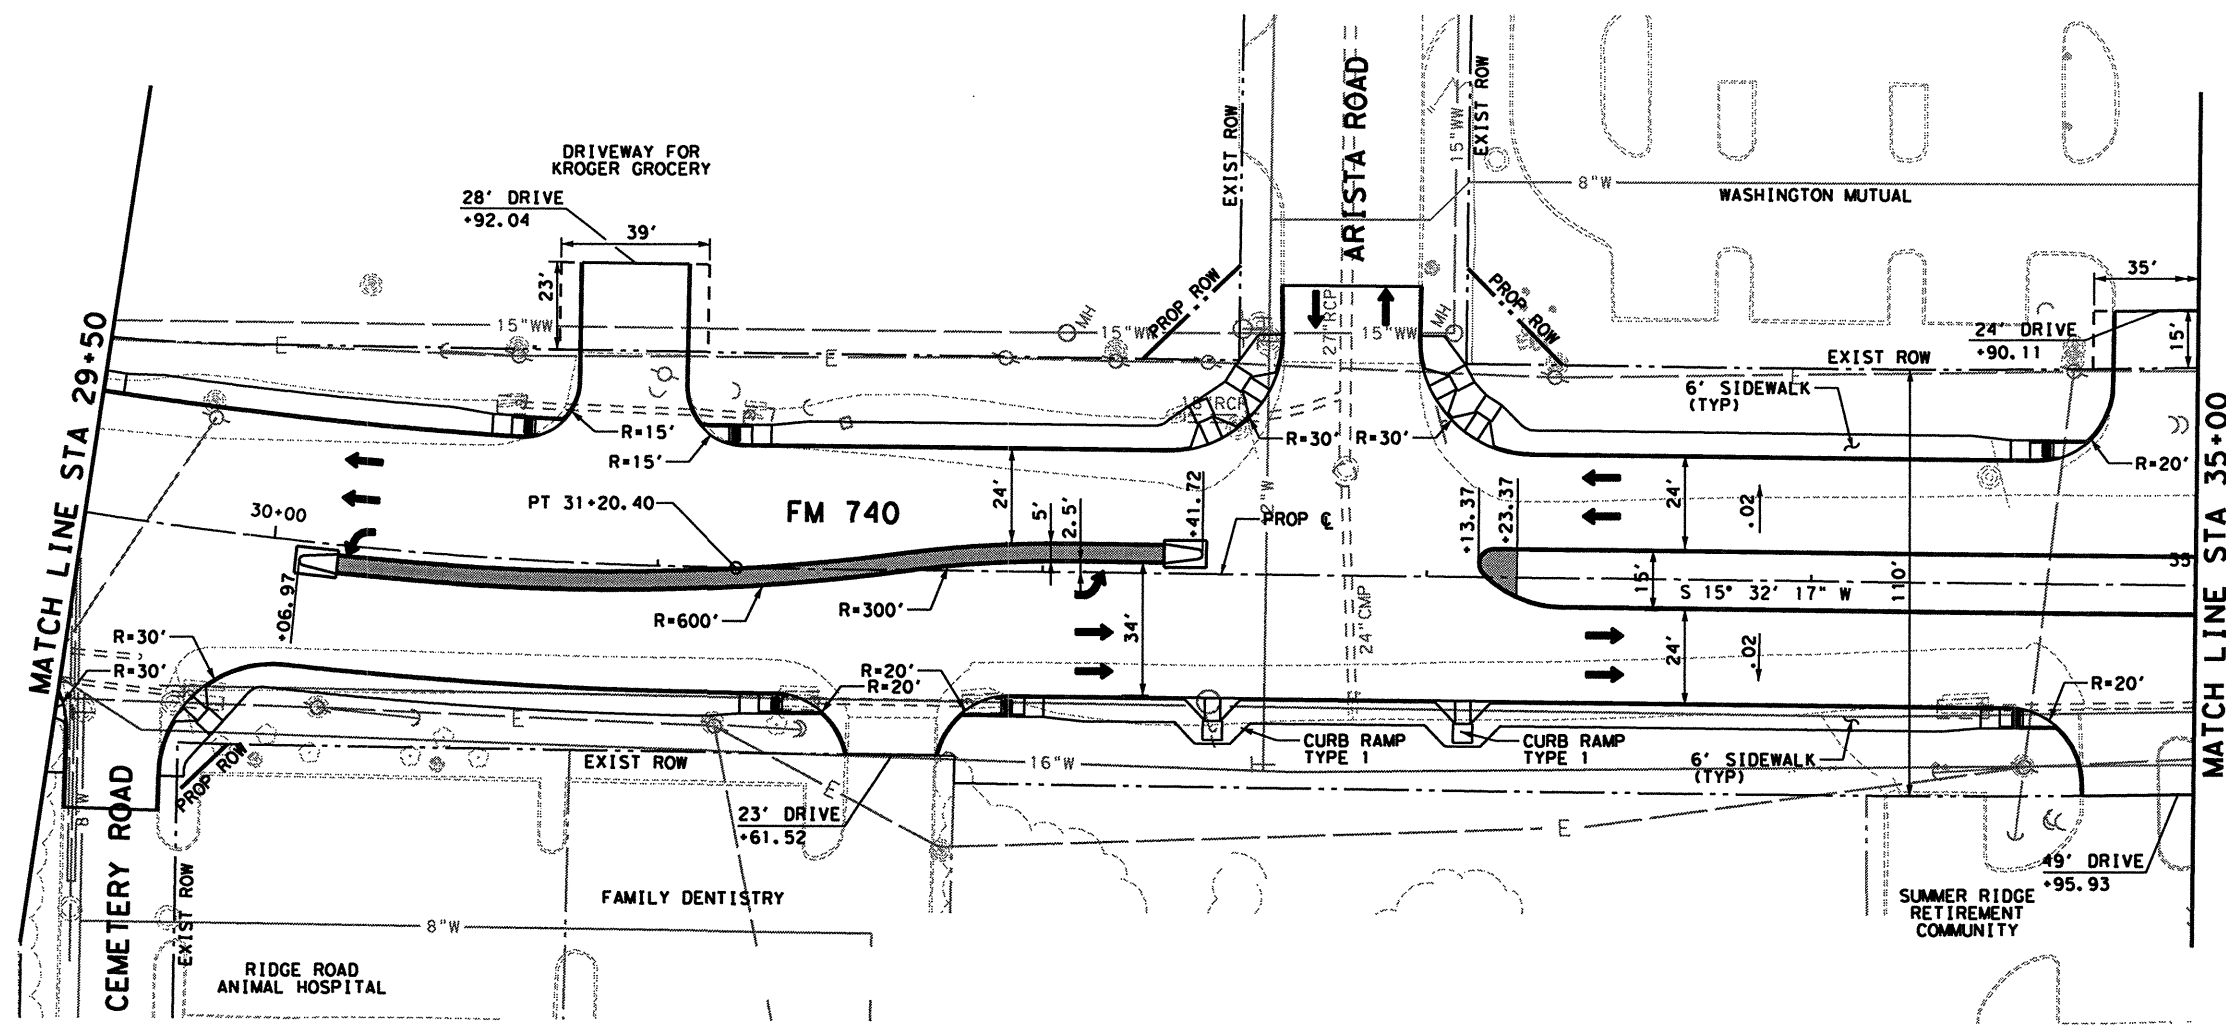 DRIVEWAY FOR
KROGER GROCERY
28' DRIVE
+92.04
39'
23'
15"WW
E
E
MATCH LINE STA 29+50
R=15'
R=15'
30+00
PT 31+20.40
FM 740
24'
5'
2.5'
+41.72
+06.97
R=600'
R=300'
34'
EXIST ROW
ARISTA ROAD
15"WW
EXIST ROW
PROP ROW
PROP ROW
MH
15"WW
27"RCP
15"WW
MH
18"RCP
R=30'
R=30'
12"W
PROP ℄
24"CMP
8"W
WASHINGTON MUTUAL
35'
24' DRIVE
+90.11
15'
EXIST ROW
6' SIDEWALK
(TYP)
R=20'
+13.37
+23.37
24'
.02
15'
S 15° 32' 17" W
110'
35
24'
.02
MATCH LINE STA 35+00
R=30'
R=30'
R=20'
R=20'
R=20'
E
PROP ROW
EXIST ROW
CURB RAMP
TYPE 1
CURB RAMP
TYPE 1
6' SIDEWALK
(TYP)
16"W
E
E
23' DRIVE
+61.52
8"W
CEMETERY ROAD
EXIST ROW
FAMILY DENTISTRY
8"W
RIDGE ROAD
ANIMAL HOSPITAL
49' DRIVE
+95.93
SUMMER RIDGE
RETIREMENT
COMMUNITY